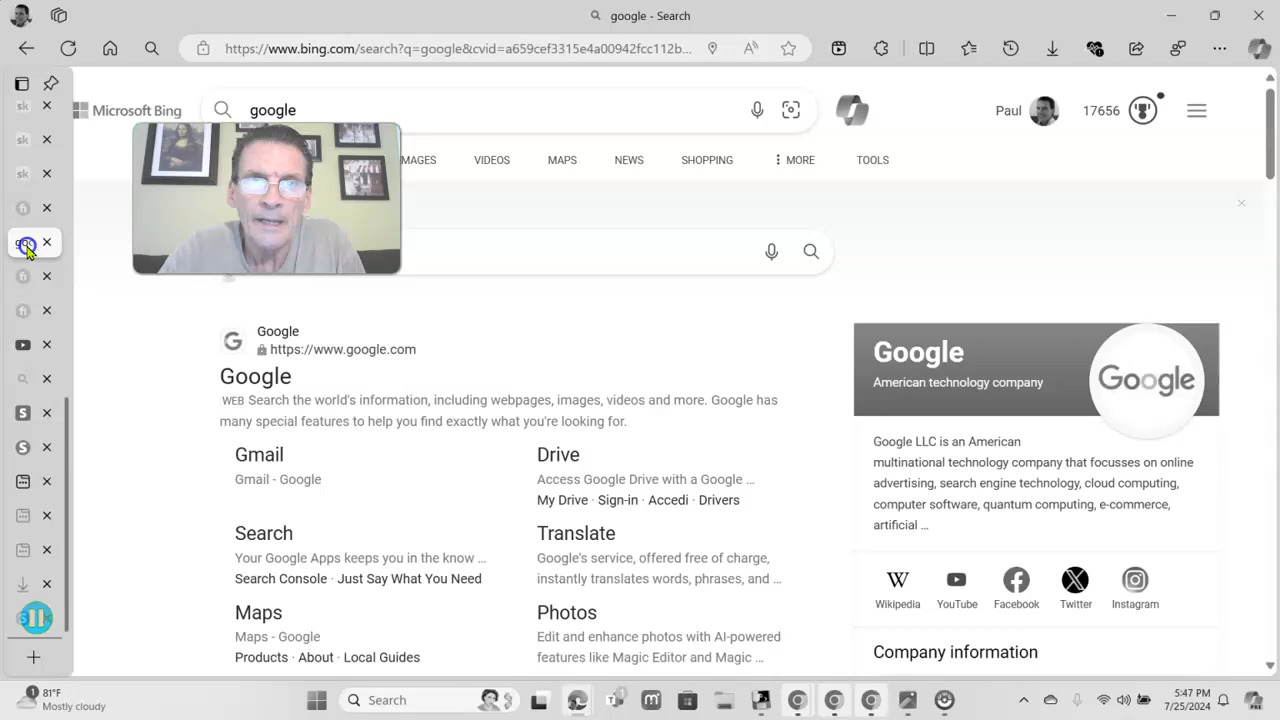 google - Search
https://www.bing.com/search?q=google&cvid=a659cef3315e4a00942fcc112b...
Microsoft Bing
google
Paul
17656
MAGES
VIDEOS
MAPS
NEWS
SHOPPING
MORE
TOOLS
Google
https://www.google.com
Google
WEB Search the world's information, including webpages, images, videos and more. Google has
many special features to help you find exactly what you're looking for.
Gmail
Gmail - Google
Drive
Access Google Drive with a Google ...
My Drive · Sign-in · Accedi · Drivers
Search
Your Google Apps keeps you in the know ...
Search Console · Just Say What You Need
Translate
Google's service, offered free of charge,
instantly translates words, phrases, and ...
Maps
Maps - Google
Products · About · Local Guides
Photos
Edit and enhance photos with AI-powered
features like Magic Editor and Magic ...
Google
American technology company
Google
Google LLC is an American
multinational technology company that focusses on online
advertising, search engine technology, cloud computing,
computer software, quantum computing, e-commerce,
artificial ...
Wikipedia
YouTube
Facebook
Twitter
Instagram
Company information
sk
sk
sk
1
81°F
Mostly cloudy
Search
5:47 PM
7/25/2024